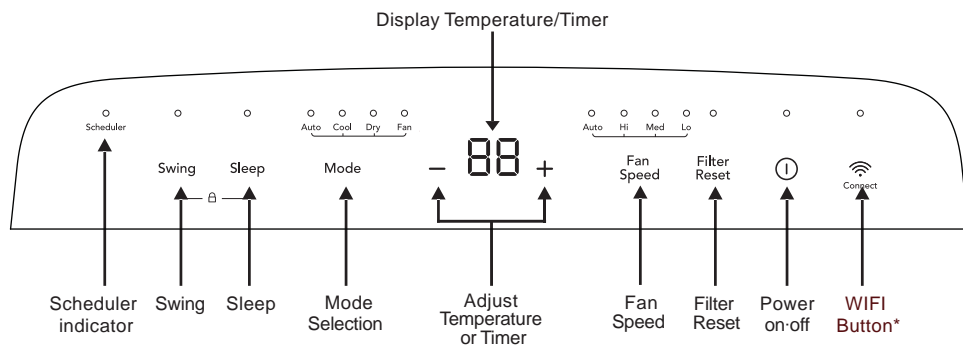 Display Temperature/Timer
Scheduler
Auto Cool Dry Fan
Auto Hi Med Lo
Swing Sleep Mode − 88 + Fan Speed Filter Reset Connect
Scheduler indicator
Swing
Sleep
Mode Selection
Adjust Temperature or Timer
Fan Speed
Filter Reset
Power on·off
WIFI Button*